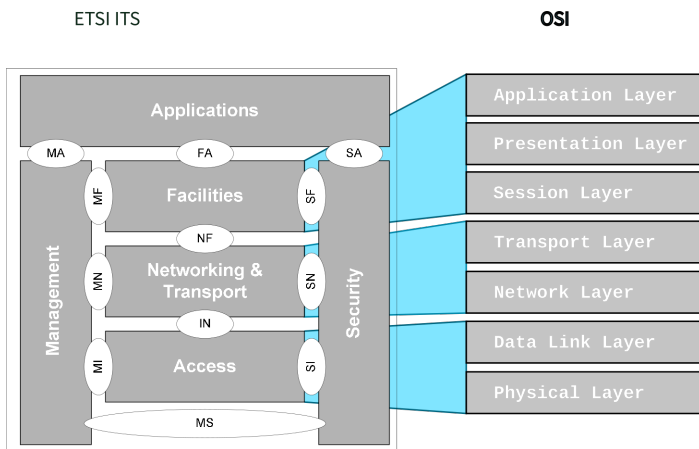 ETSI ITS
OSI
Applications
MA
FA
SA
Management
MF
Facilities
SF
NF
MN
Networking &
Transport
SN
IN
MI
Access
SI
MS
Security
Application Layer
Presentation Layer
Session Layer
Transport Layer
Network Layer
Data Link Layer
Physical Layer